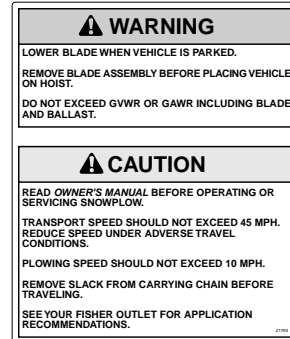 WARNING
LOWER BLADE WHEN VEHICLE IS PARKED.
REMOVE BLADE ASSEMBLY BEFORE PLACING VEHICLE
ON HOIST.
DO NOT EXCEED GVWR OR GAWR INCLUDING BLADE
AND BALLAST.
CAUTION
READ OWNER'S MANUAL BEFORE OPERATING OR
SERVICING SNOWPLOW.
TRANSPORT SPEED SHOULD NOT EXCEED 45 MPH.
REDUCE SPEED UNDER ADVERSE TRAVEL
CONDITIONS.
PLOWING SPEED SHOULD NOT EXCEED 10 MPH.
REMOVE SLACK FROM CARRYING CHAIN BEFORE
TRAVELING.
SEE YOUR FISHER OUTLET FOR APPLICATION
RECOMMENDATIONS.